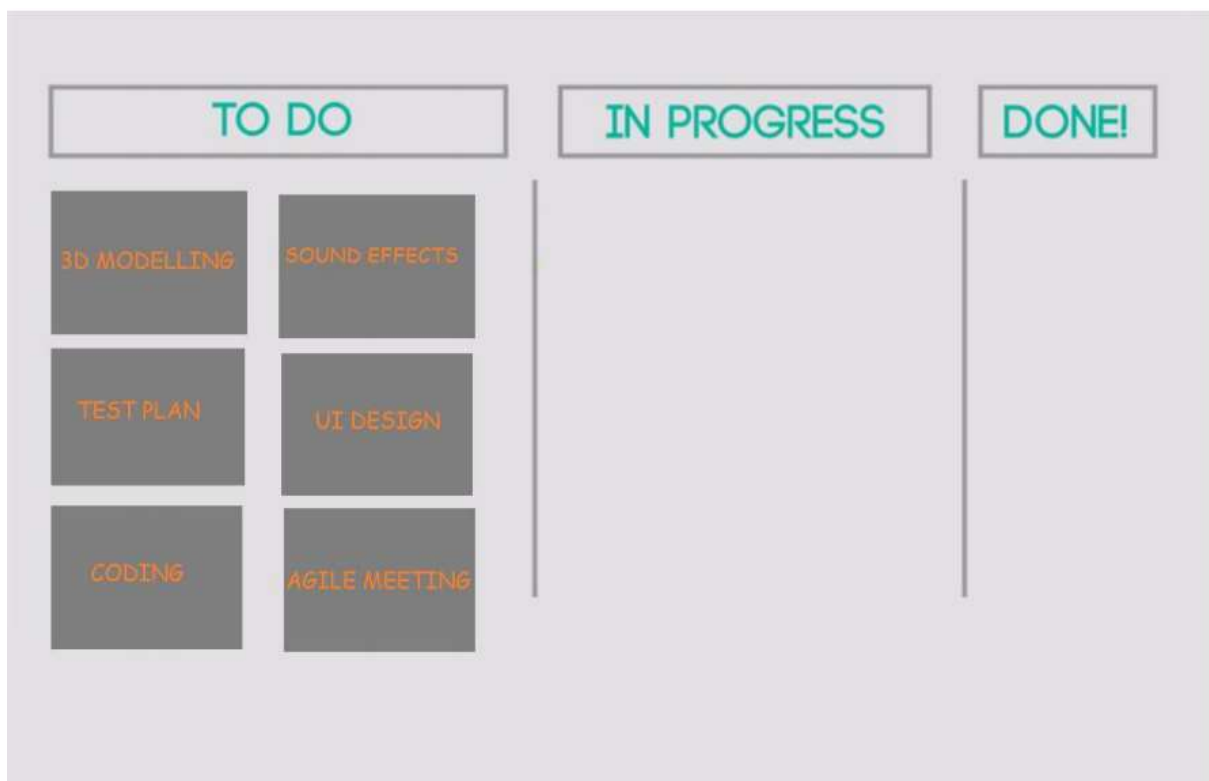 TO DO
IN PROGRESS
DONE!
3D MODELLING
SOUND EFFECTS
TEST PLAN
UI DESIGN
CODING
AGILE MEETING